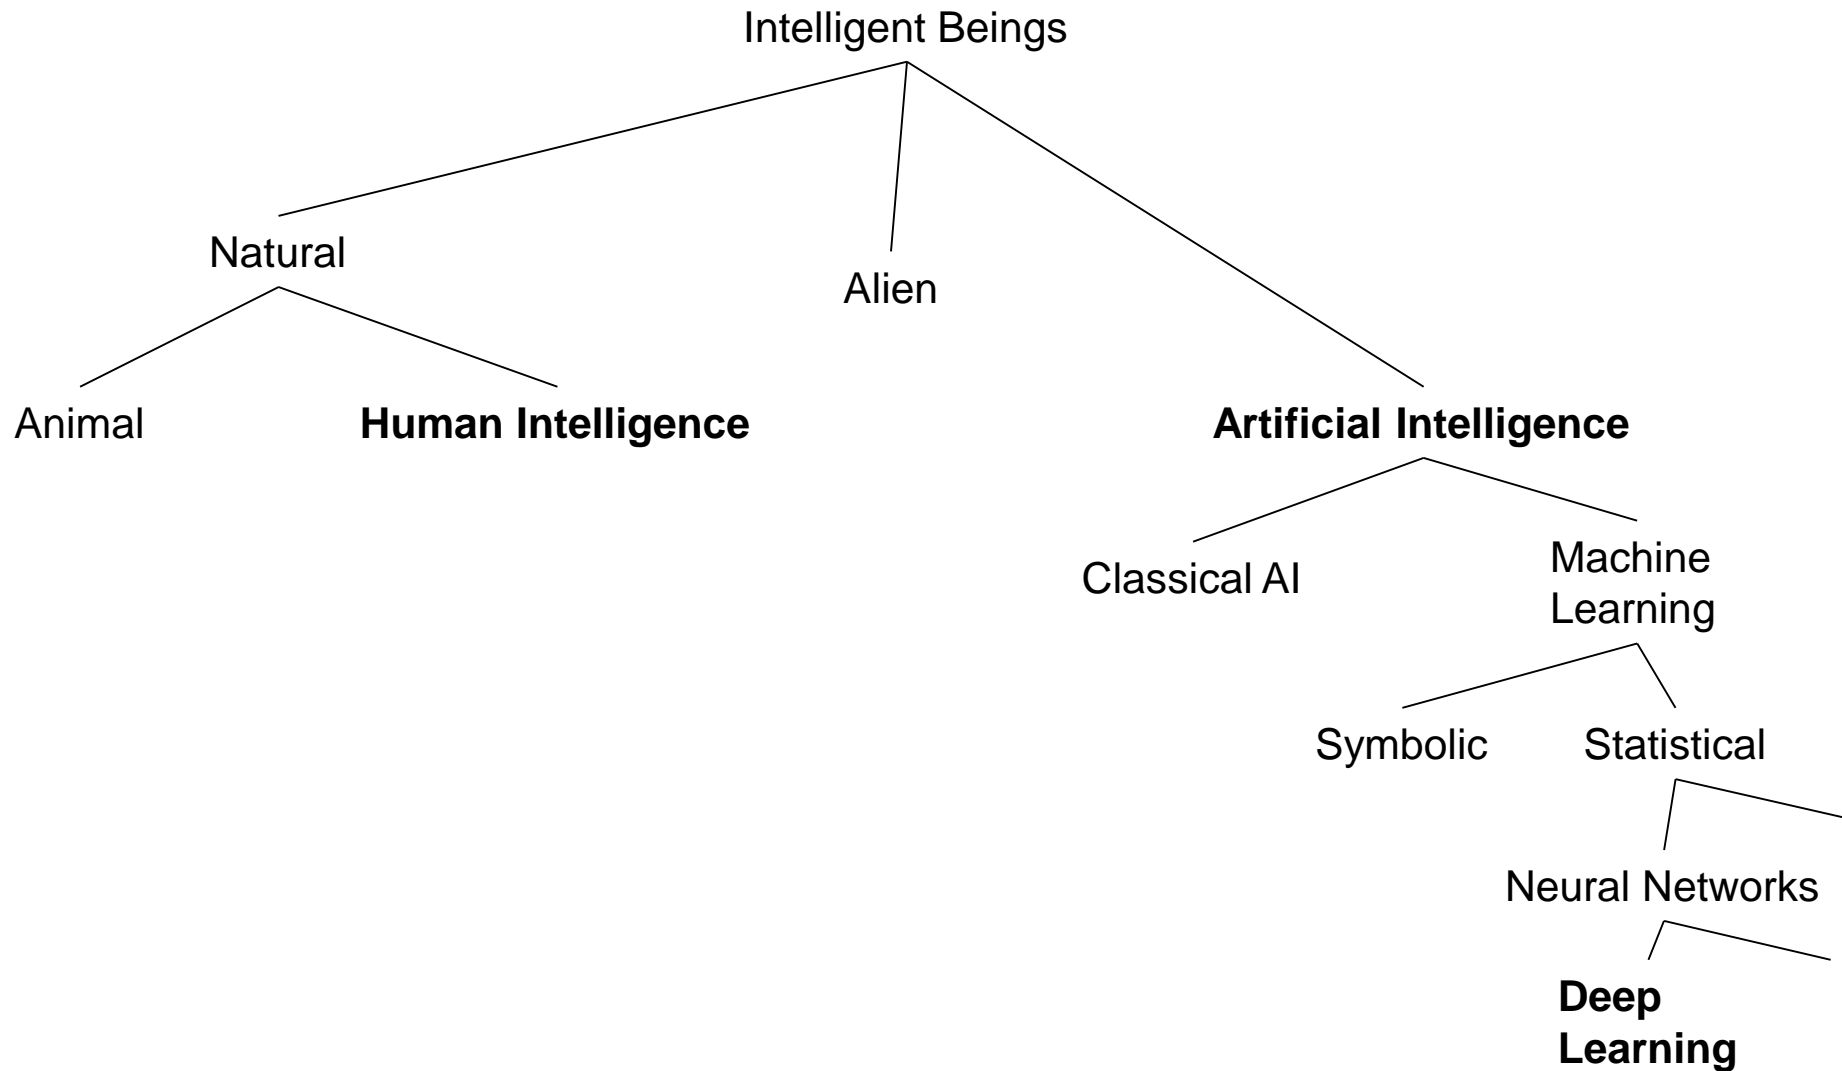 Intelligent Beings
Natural
Alien
Animal
Human Intelligence
Artificial Intelligence
Classical AI
Machine
Learning
Symbolic
Statistical
Neural Networks
Deep
Learning